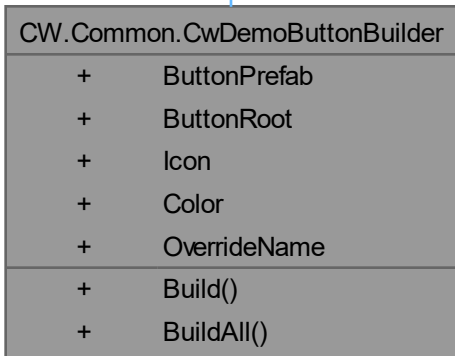 CW.Common.CwDemoButtonBuilder
+ ButtonPrefab
+ ButtonRoot
+ Icon
+ Color
+ OverrideName
+ Build()
+ BuildAll()